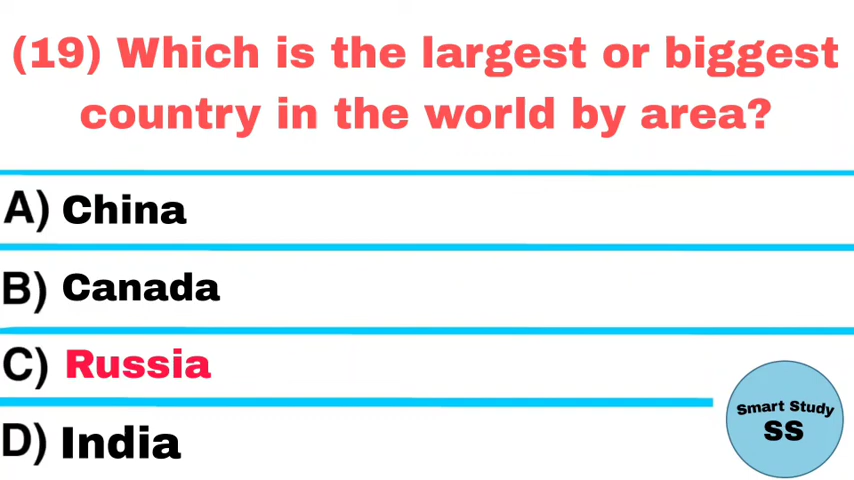 (19) Which is the largest or biggest
country in the world by area?
A) China
B) Canada
C) Russia
D) India
Smart Study
SS